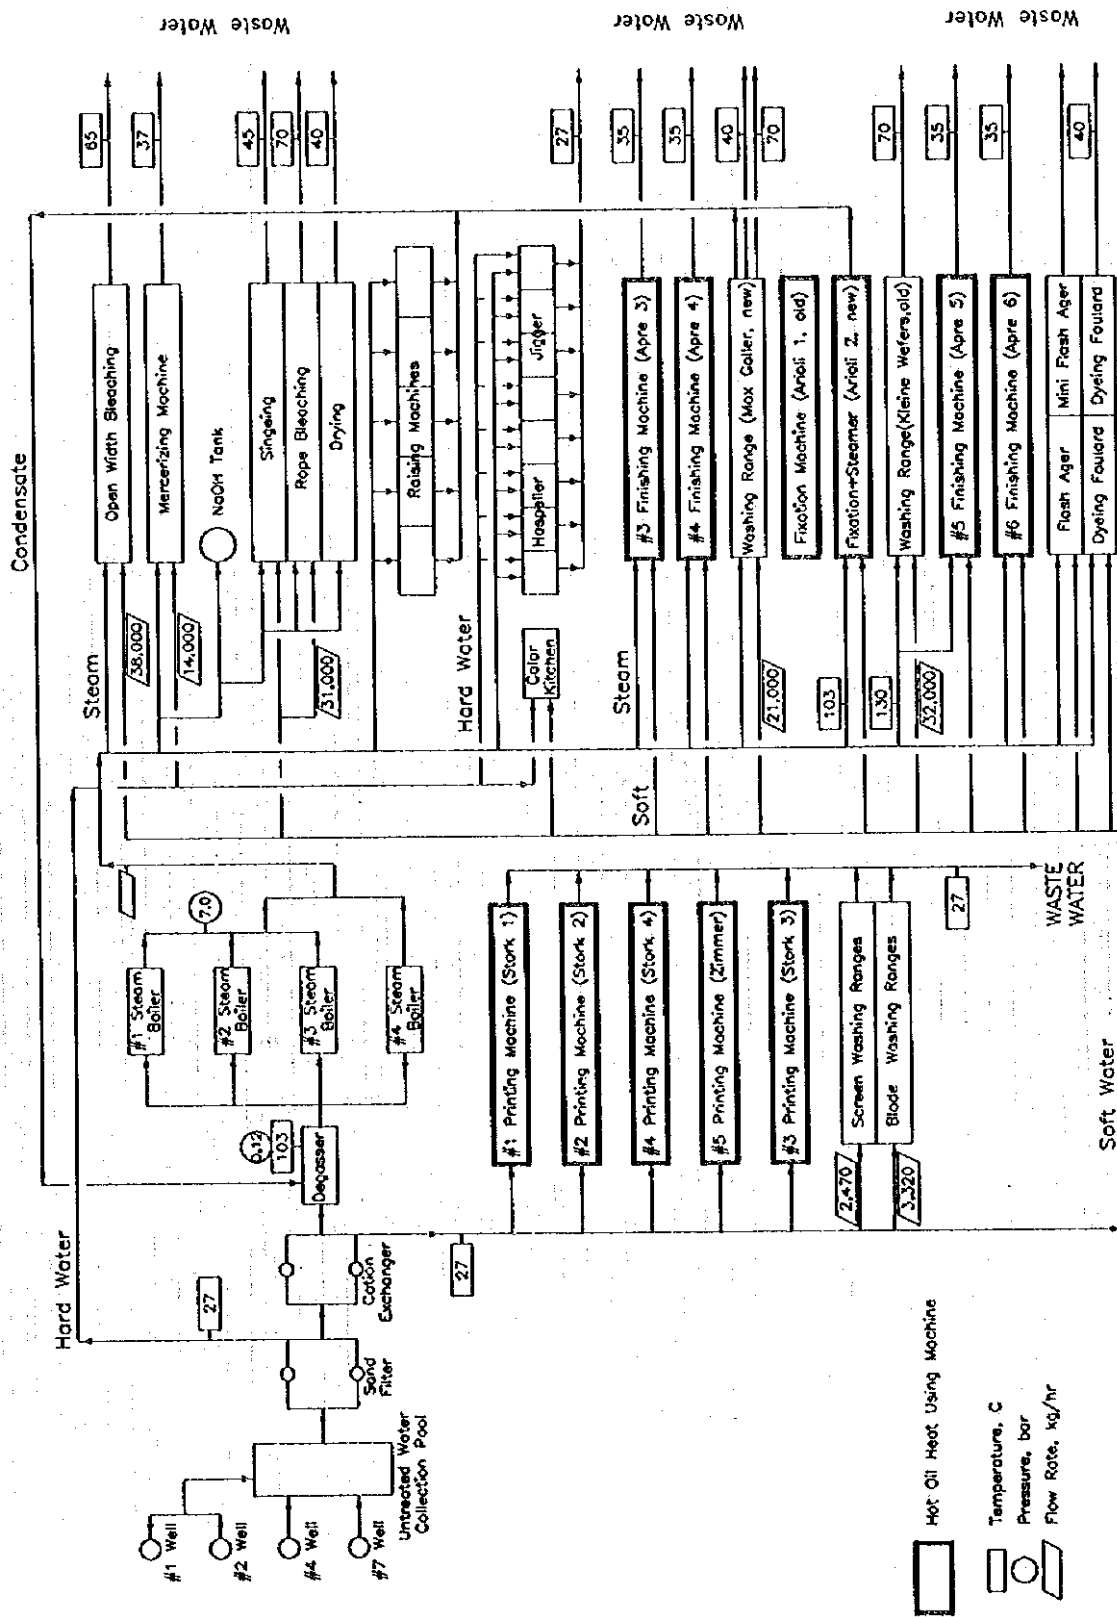 Condensate
Hard Water
27
#1 Well
#2 Well
#4 Well
#7 Well
Untreated Water
Collection Pool
Sand
Filter
Cation
Exchanger
27
0.12
103
Degasser
#1 Steam
Boiler
#2 Steam
Boiler
#3 Steam
Boiler
#4 Steam
Boiler
7.0
#1 Printing Machine (Stork 1)
#2 Printing Machine (Stork 2)
#4 Printing Machine (Stork 4)
#5 Printing Machine (Zimmer)
#3 Printing Machine (Stork 3)
2,470
Screen Washing Ranges
3,320
Blade Washing Ranges
27
WASTE
WATER
Soft Water
Steam
38,000
14,000
Open Width Bleaching
65
Mercerizing Machine
37
NaOH Tank
31,000
Singeing
45
Rope Bleaching
70
Drying
40
Waste Water
Raising Machines
Hard Water
Color
Kitchen
Haspeller
Jigger
27
Steam
Soft
#3 Finishing Machine (Apre 3)
35
#4 Finishing Machine (Apre 4)
35
Washing Range (Max Goller, new)
40
70
21,000
Waste Water
Fixation Machine (Arioli 1, old)
103
Fixation+Steamer (Arioli 2, new)
130
Washing Range(Kleine Wefers,old)
70
32,000
#5 Finishing Machine (Apre 5)
35
#6 Finishing Machine (Apre 6)
35
Flash Ager
Mini Flash Ager
Dyeing Foulard
Dyeing Foulard
40
Waste Water
Hot Oil Heat Using Machine
Temperature, C
Pressure, bar
Flow Rate, kg/hr